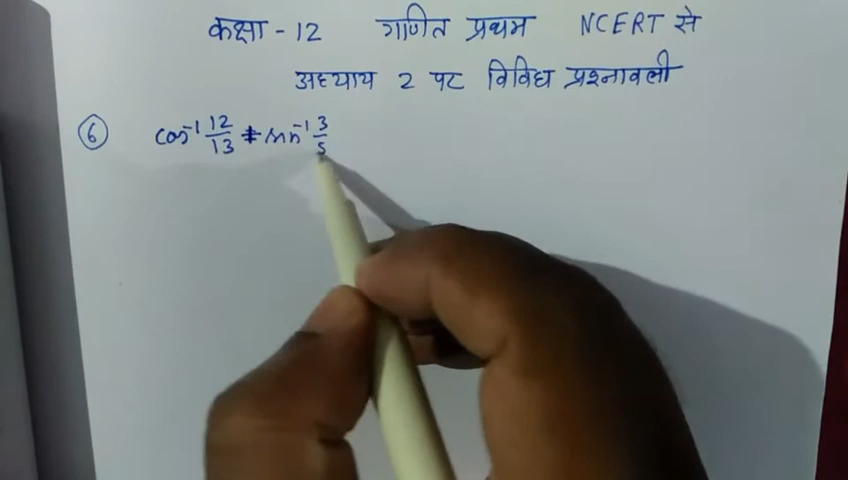 कक्षा - 12 गणित प्रथम NCERT से
अध्याय 2 पर विविध प्रश्नावली
6 cos⁻¹ 12/13 + sin⁻¹ 3/5